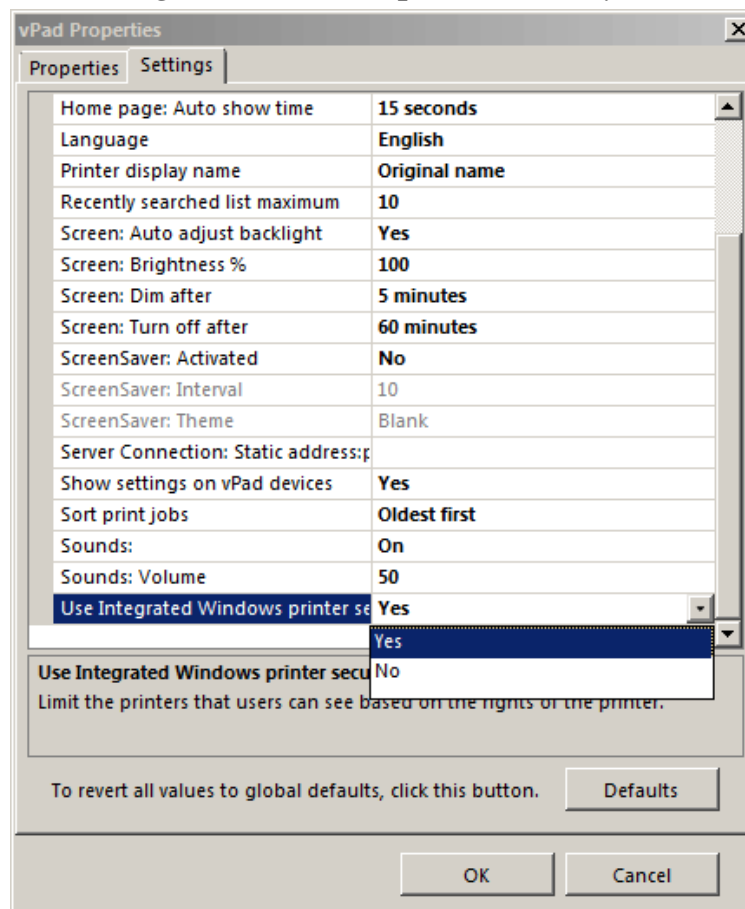 vPad Properties
Properties Settings
Home page: Auto show time 15 seconds
Language English
Printer display name Original name
Recently searched list maximum 10
Screen: Auto adjust backlight Yes
Screen: Brightness % 100
Screen: Dim after 5 minutes
Screen: Turn off after 60 minutes
ScreenSaver: Activated No
ScreenSaver: Interval 10
ScreenSaver: Theme Blank
Server Connection: Static address:p
Show settings on vPad devices Yes
Sort print jobs Oldest first
Sounds: On
Sounds: Volume 50
Use Integrated Windows printer se Yes
Yes
Use Integrated Windows printer secu No
Limit the printers that users can see based on the rights of the printer.
To revert all values to global defaults, click this button. Defaults
OK Cancel